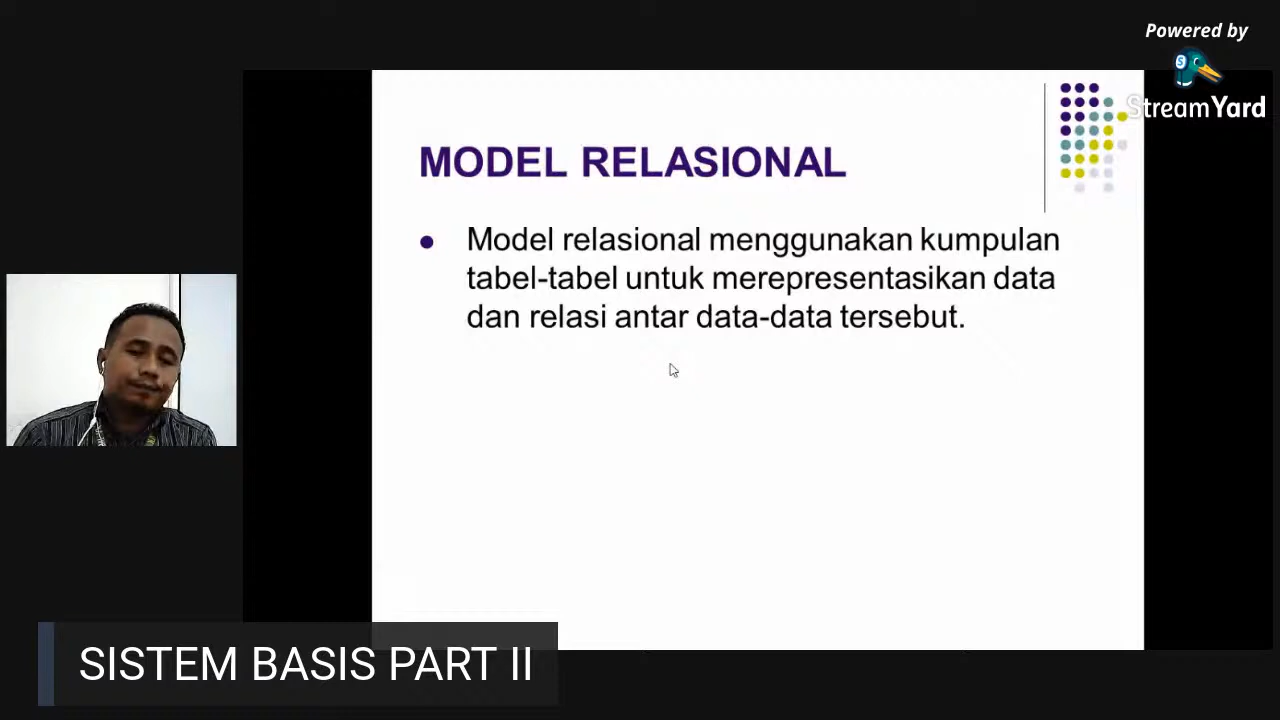 Powered by
StreamYard
MODEL RELASIONAL
Model relasional menggunakan kumpulan
tabel-tabel untuk merepresentasikan data
dan relasi antar data-data tersebut.
SISTEM BASIS PART II